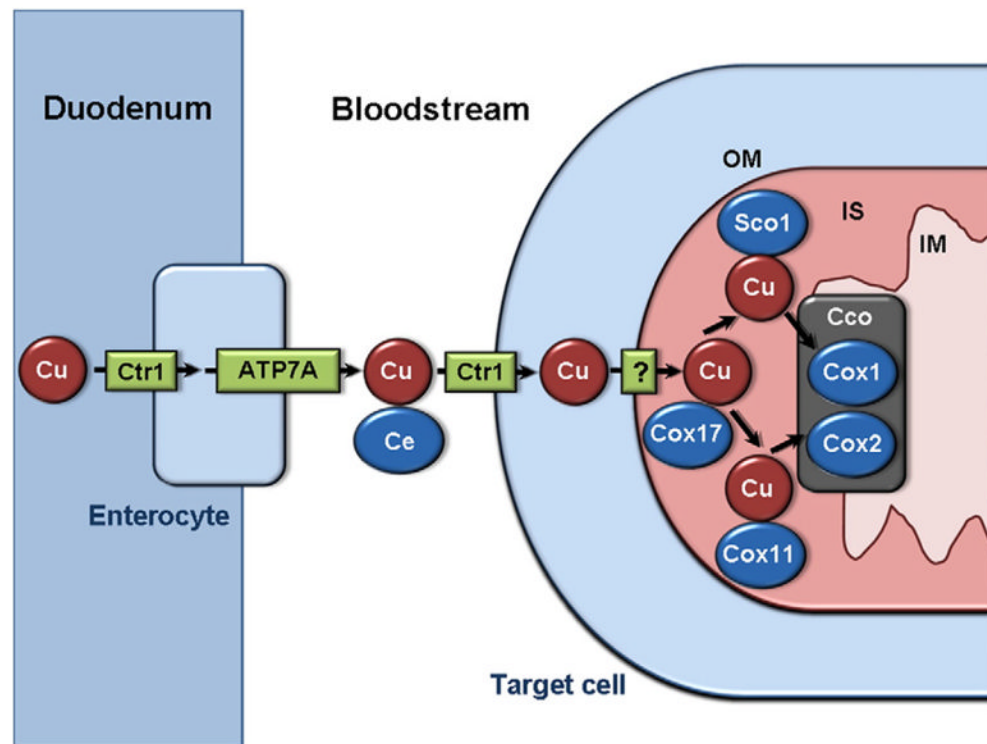 Duodenum
Bloodstream
OM
Sco1
IS
IM
Cu
Cco
Cu
Ctr1
ATP7A
Cu
Ctr1
Cu
?
Cu
Cox1
Ce
Cox17
Cox2
Cu
Enterocyte
Cox11
Target cell